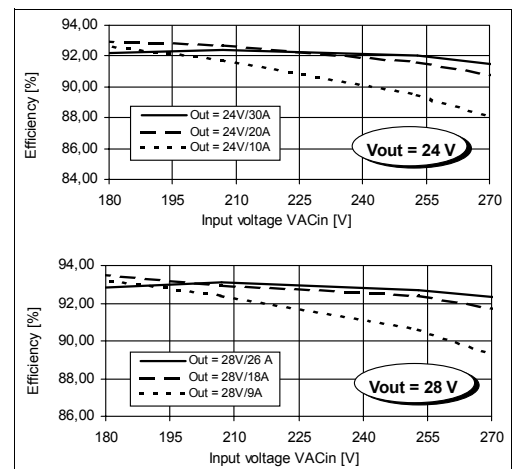 94,00
92,00
90,00
88,00
86,00
84,00
Efficiency [%]
Out = 24V/30A
Out = 24V/20A
Out = 24V/10A
Vout = 24 V
180 195 210 225 240 255 270
Input voltage VACin [V]
94,00
92,00
90,00
88,00
86,00
Efficiency [%]
Out = 28V/26 A
Out = 28V/18A
Out = 28V/9A
Vout = 28 V
180 195 210 225 240 255 270
Input voltage VACin [V]